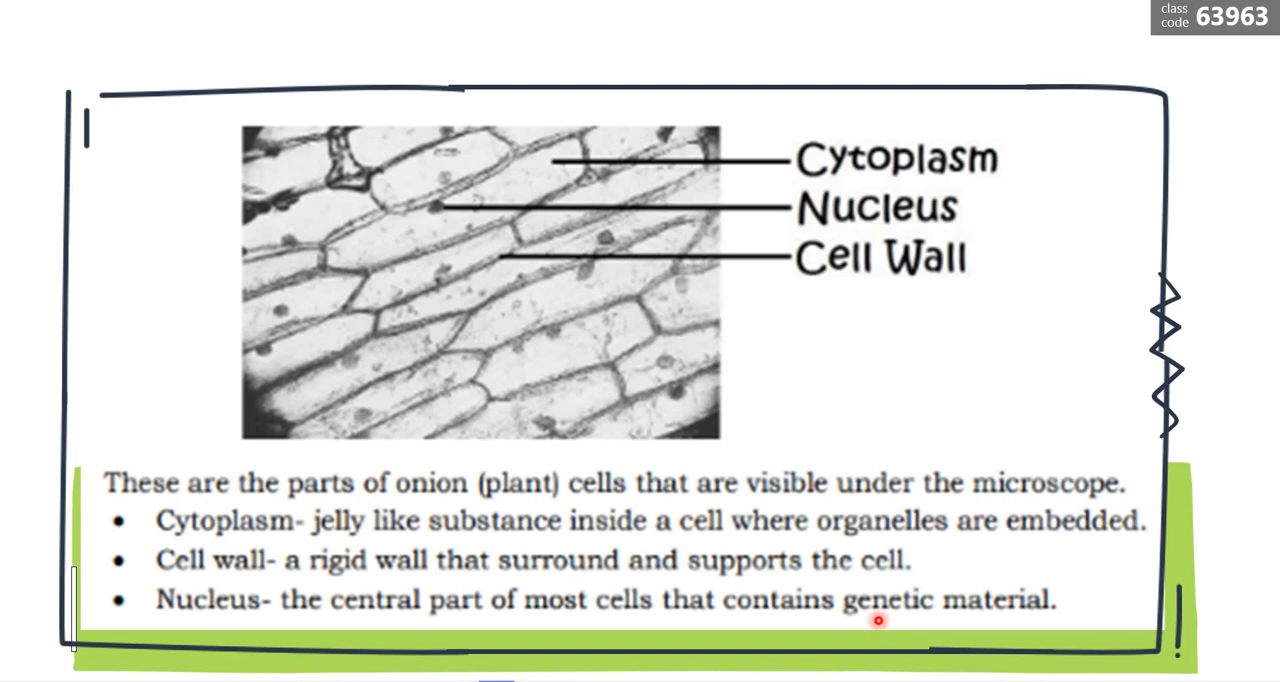 class
code 63963
Cytoplasm
Nucleus
Cell Wall
These are the parts of onion (plant) cells that are visible under the microscope.
• Cytoplasm- jelly like substance inside a cell where organelles are embedded.
• Cell wall- a rigid wall that surround and supports the cell.
• Nucleus- the central part of most cells that contains genetic material.